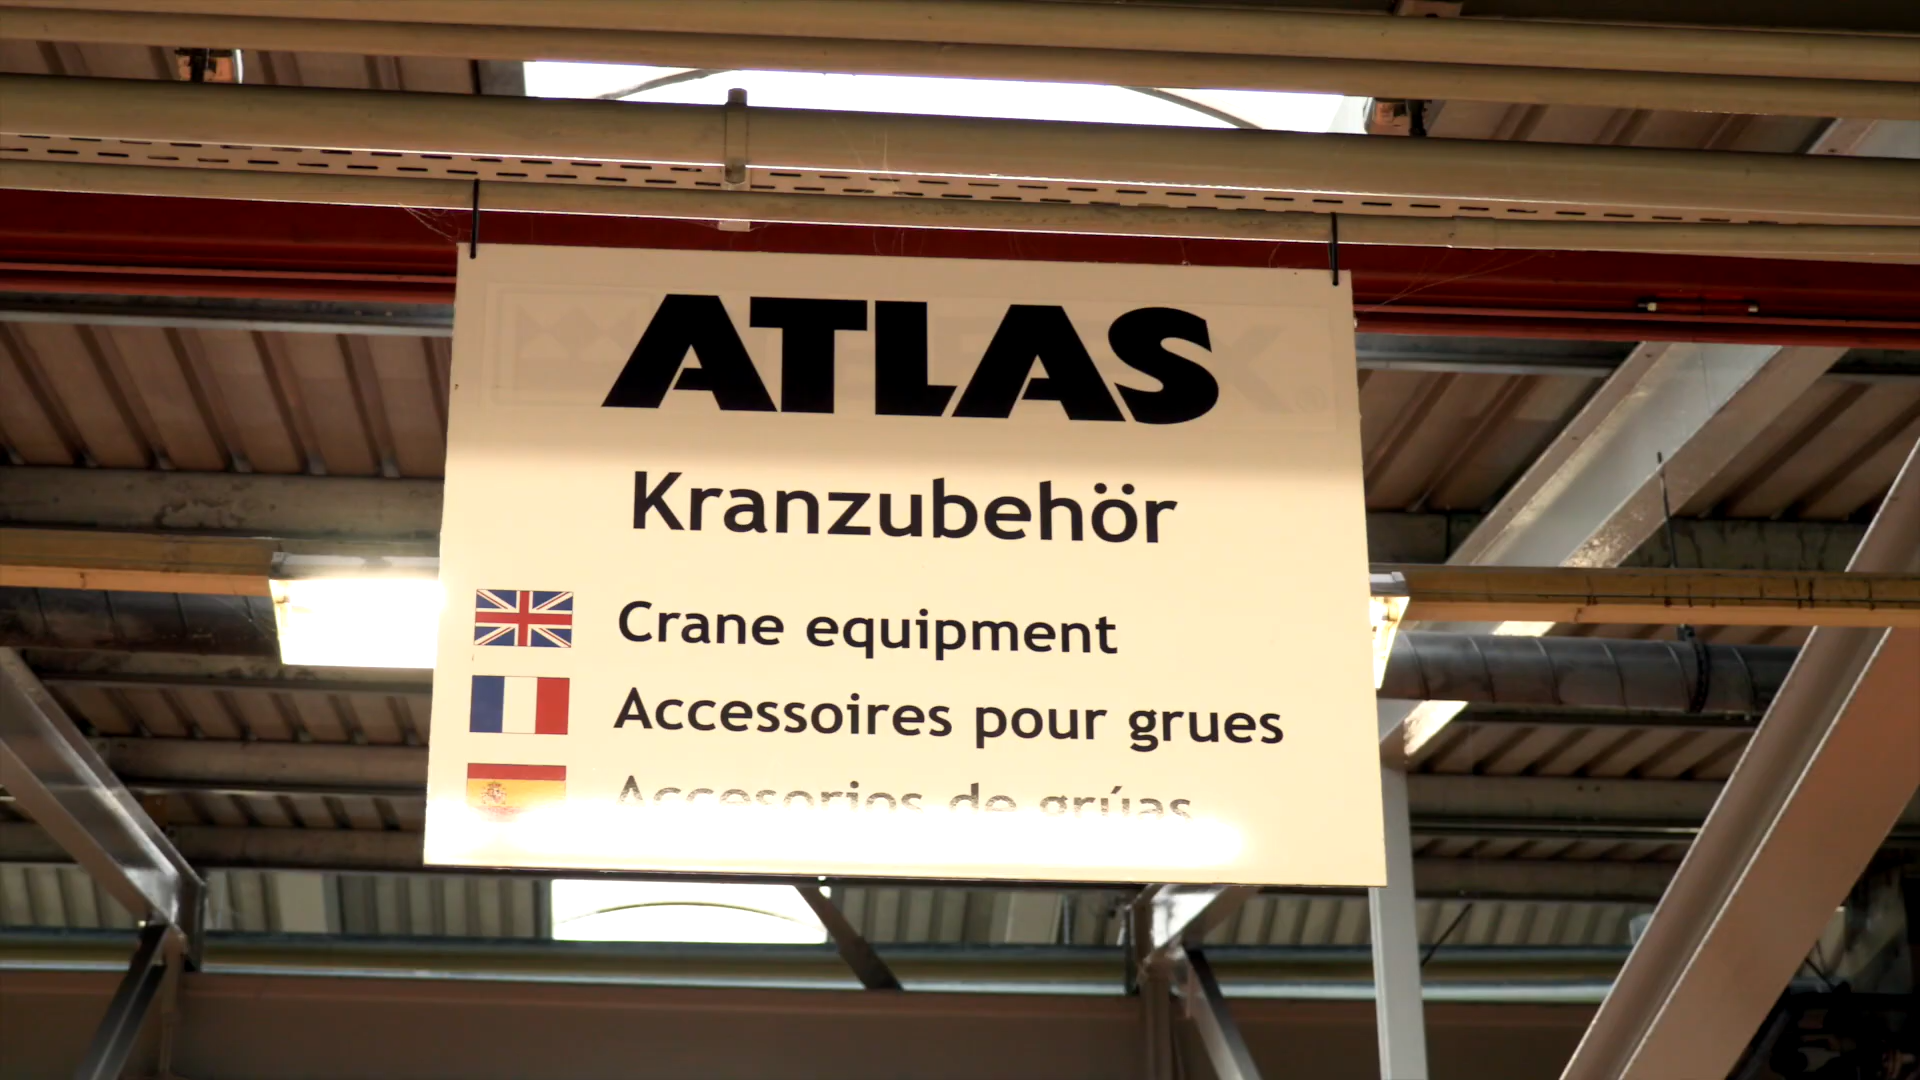 ATLAS
Kranzubehör
Crane equipment
Accessoires pour grues
Accesorios de grúas